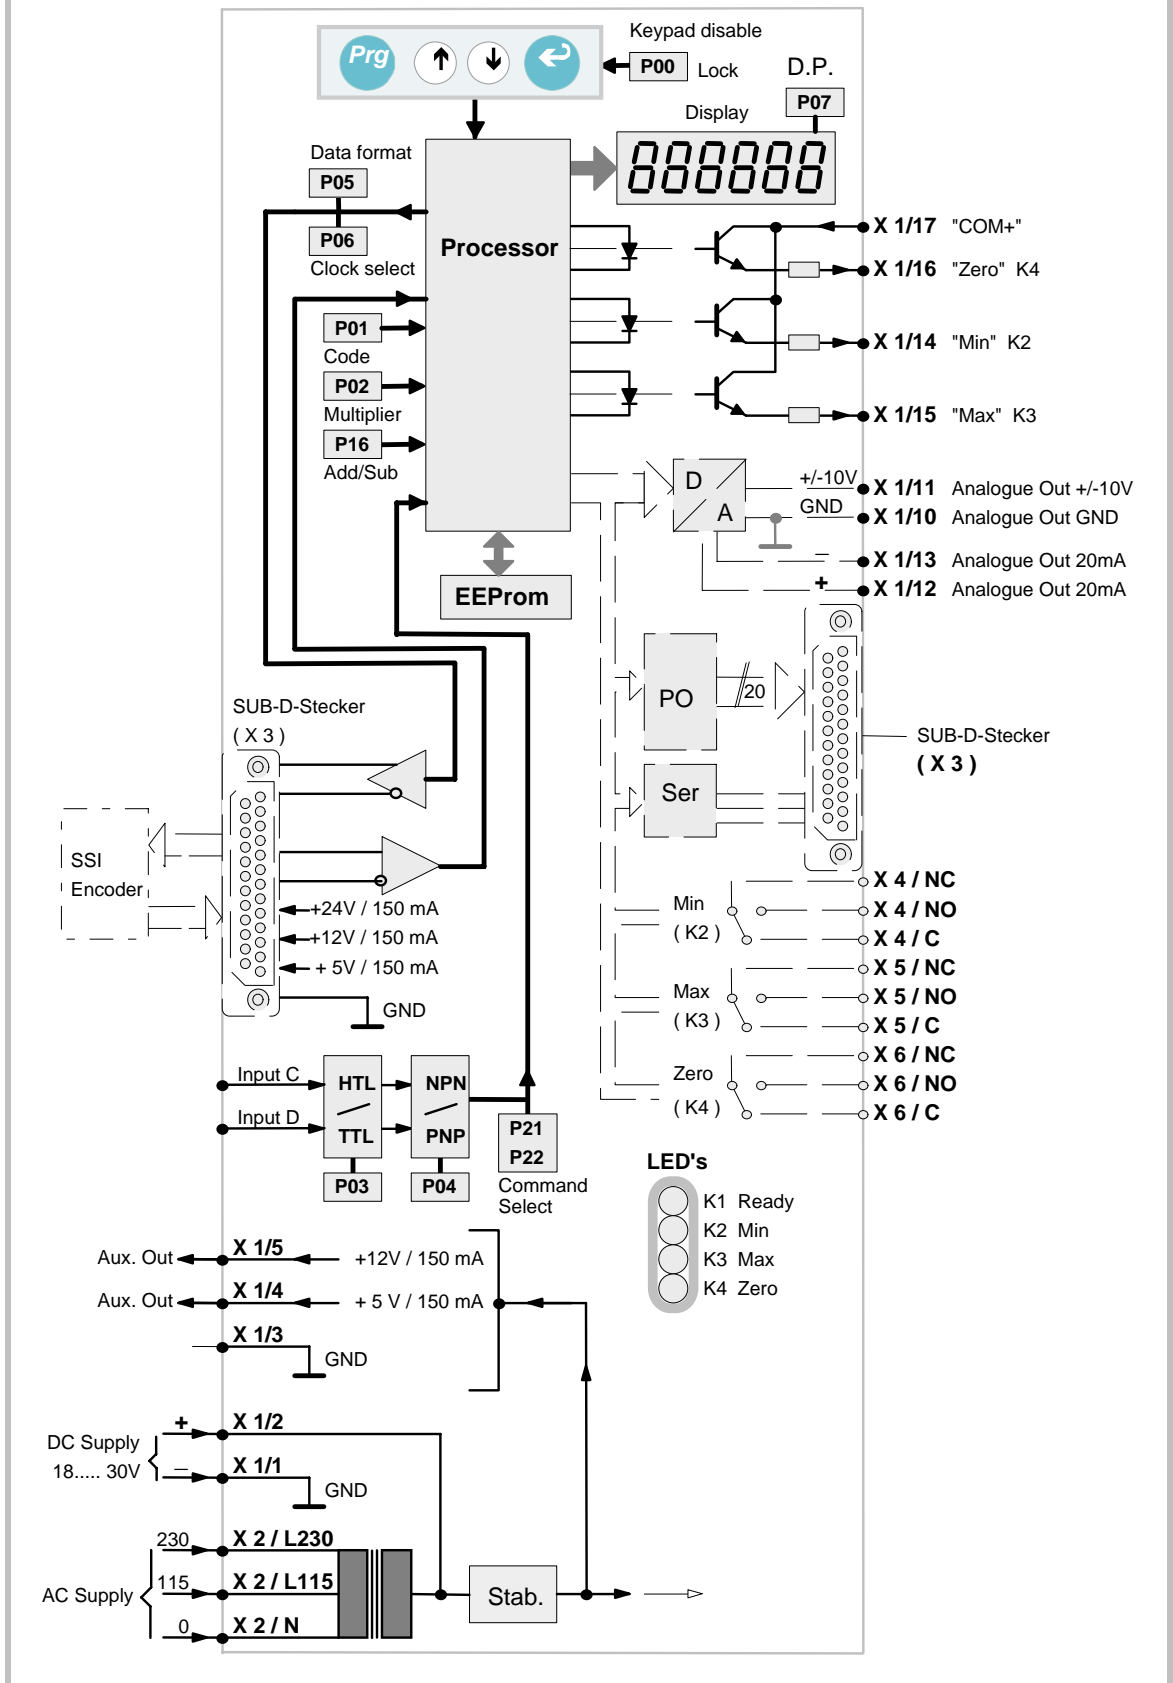 Keypad disable
Prg
P00 Lock
D.P.
P07
Display
888888
Data format
P05
P06
Clock select
Processor
P01
Code
P02
Multiplier
P16
Add/Sub
EEProm
X 1/17 "COM+"
X 1/16 "Zero" K4
X 1/14 "Min" K2
X 1/15 "Max" K3
D
A
+/-10V
GND
X 1/11 Analogue Out +/-10V
X 1/10 Analogue Out GND
– X 1/13 Analogue Out 20mA
+ X 1/12 Analogue Out 20mA
PO
20
Ser
SUB-D-Stecker
( X 3 )
SUB-D-Stecker
( X 3 )
SSI
Encoder
+24V / 150 mA
+12V / 150 mA
+ 5V / 150 mA
GND
Min
( K2 )
X 4 / NC
X 4 / NO
X 4 / C
Max
( K3 )
X 5 / NC
X 5 / NO
X 5 / C
Zero
( K4 )
X 6 / NC
X 6 / NO
X 6 / C
Input C
Input D
HTL
TTL
NPN
PNP
P03
P04
P21
P22
Command
Select
LED's
K1 Ready
K2 Min
K3 Max
K4 Zero
Aux. Out X 1/5 +12V / 150 mA
Aux. Out X 1/4 + 5 V / 150 mA
X 1/3
GND
DC Supply
18..... 30V
+ X 1/2
– X 1/1
GND
AC Supply
230 X 2 / L230
115 X 2 / L115
0 X 2 / N
Stab.